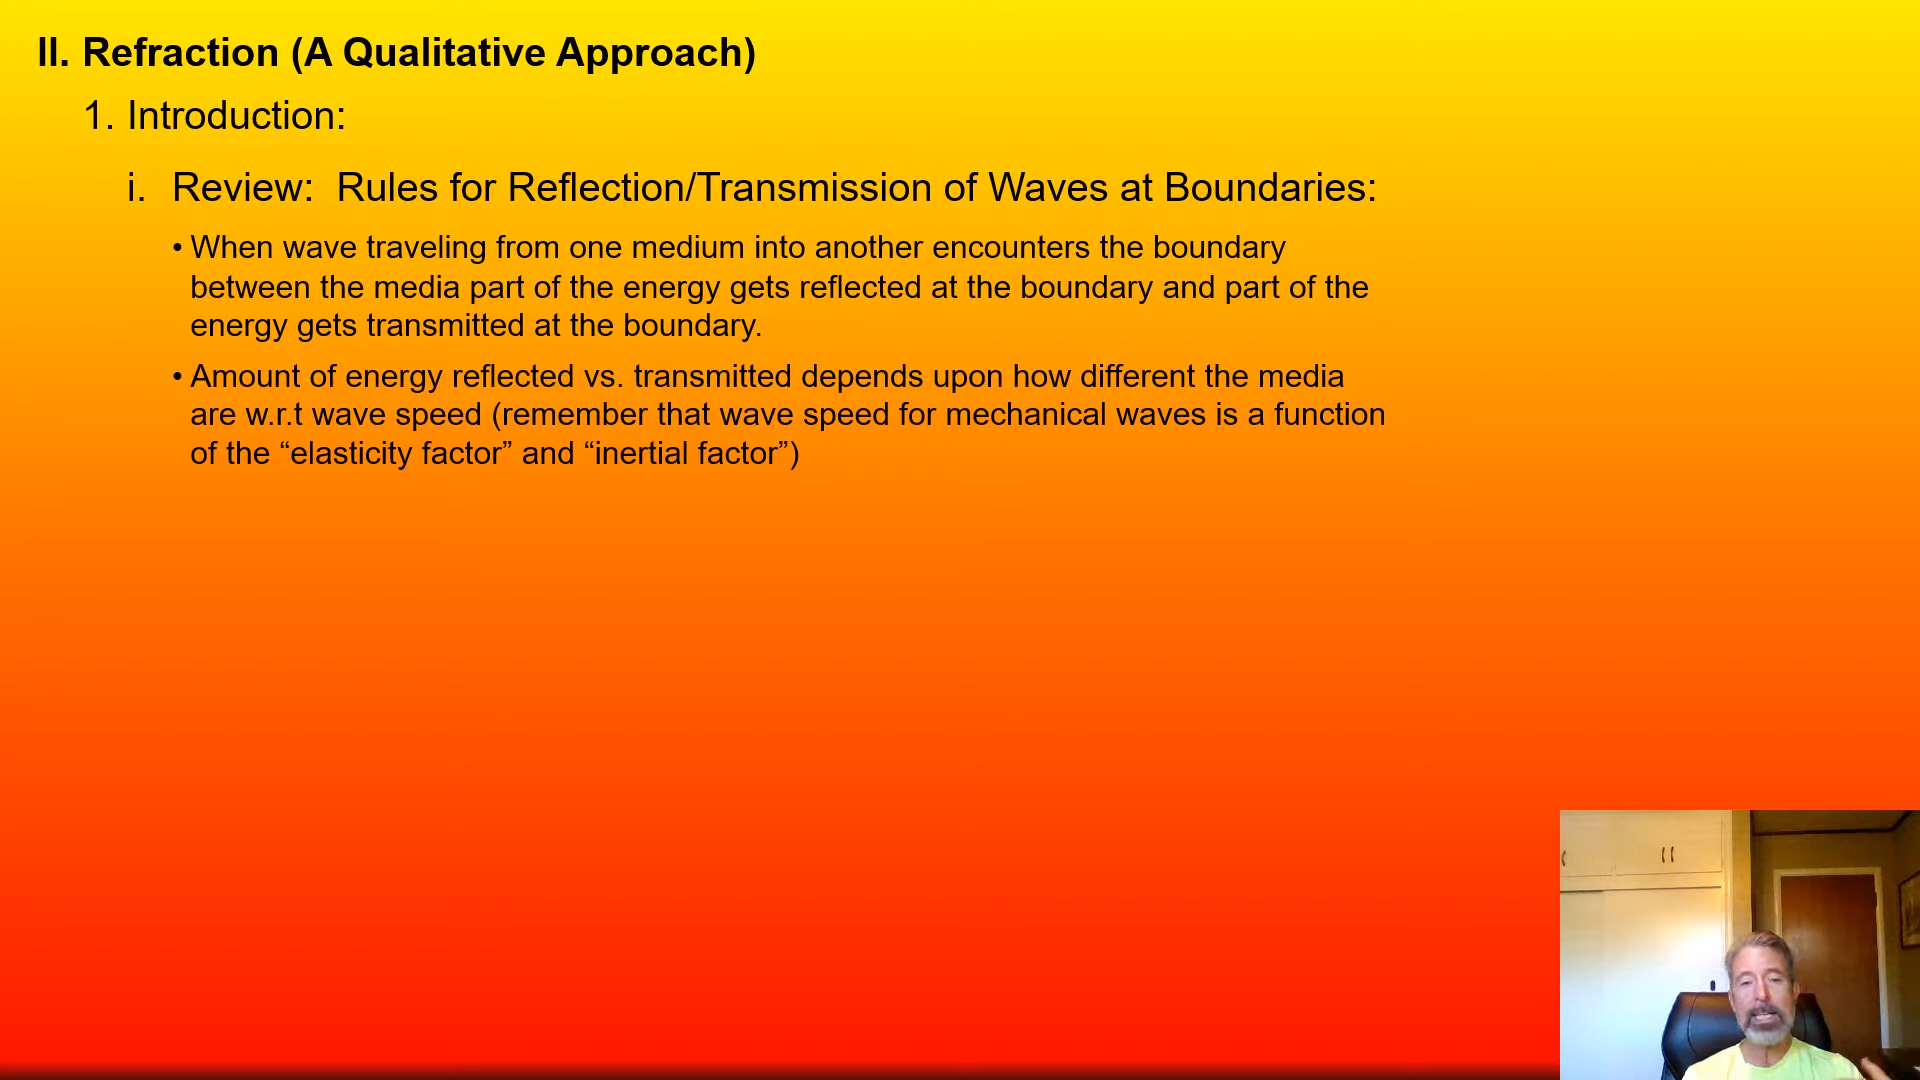 II. Refraction (A Qualitative Approach)
1. Introduction:
i. Review: Rules for Reflection/Transmission of Waves at Boundaries:
• When wave traveling from one medium into another encounters the boundary
between the media part of the energy gets reflected at the boundary and part of the
energy gets transmitted at the boundary.
• Amount of energy reflected vs. transmitted depends upon how different the media
are w.r.t wave speed (remember that wave speed for mechanical waves is a function
of the “elasticity factor” and “inertial factor”)